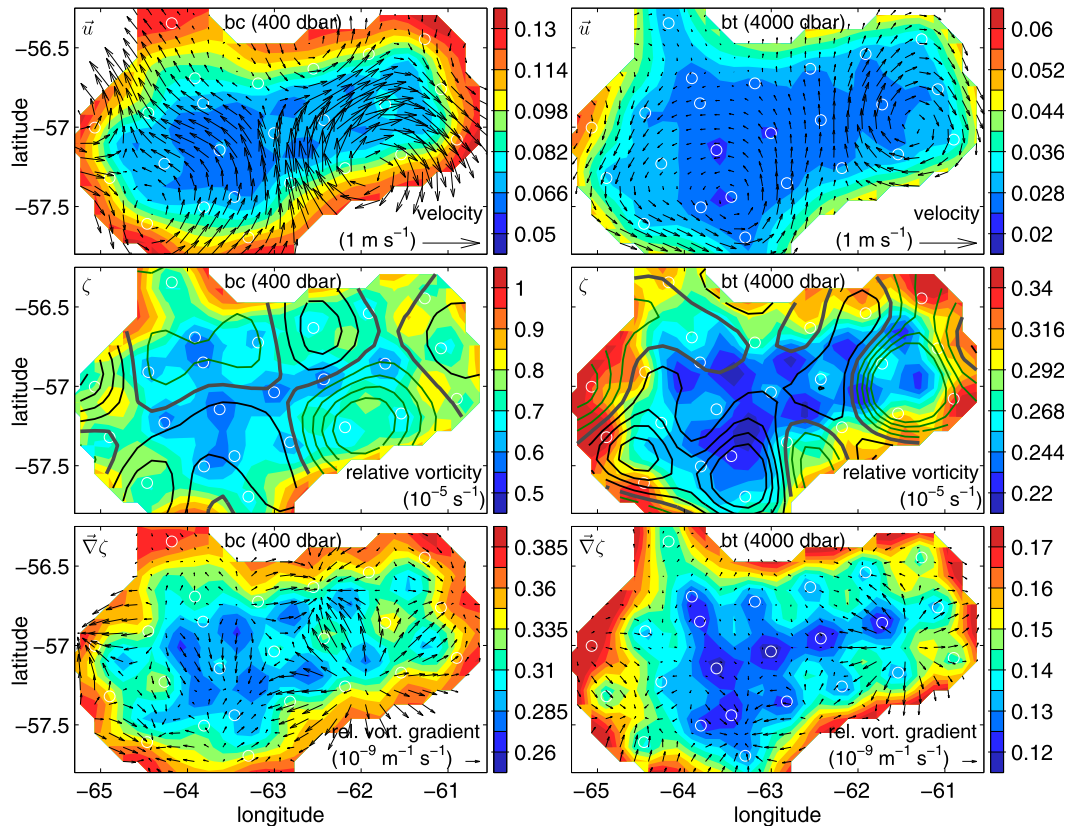 u⃗ bc (400 dbar)
velocity
(1 m s⁻¹)
latitude
−56.5
−57
−57.5
0.13
0.114
0.098
0.082
0.066
0.05
u⃗ bt (4000 dbar)
velocity
(1 m s⁻¹)
0.06
0.052
0.044
0.036
0.028
0.02
ζ bc (400 dbar)
relative vorticity
(10⁻⁵ s⁻¹)
latitude
−56.5
−57
−57.5
1
0.9
0.8
0.7
0.6
0.5
ζ bt (4000 dbar)
relative vorticity
(10⁻⁵ s⁻¹)
0.34
0.316
0.292
0.268
0.244
0.22
∇⃗ζ bc (400 dbar)
rel. vort. gradient
(10⁻⁹ m⁻¹ s⁻¹)
latitude
−56.5
−57
−57.5
0.385
0.36
0.335
0.31
0.285
0.26
−65 −64 −63 −62 −61
longitude
∇⃗ζ bt (4000 dbar)
rel. vort. gradient
(10⁻⁹ m⁻¹ s⁻¹)
0.17
0.16
0.15
0.14
0.13
0.12
−65 −64 −63 −62 −61
longitude